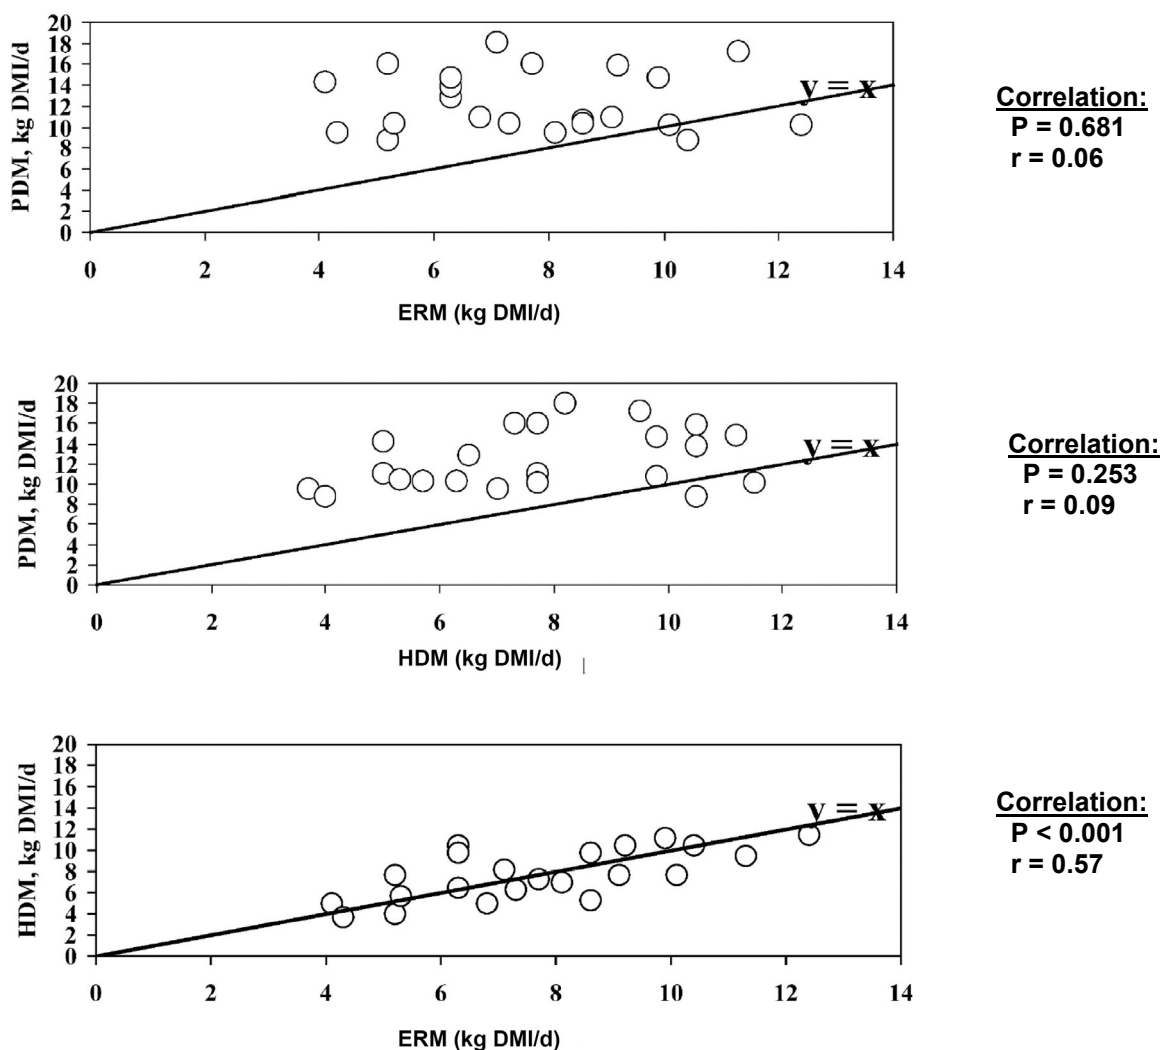 20
18
16
14
12
10
8
6
4
2
0
PDM, kg DMI/d
y = x
0 2 4 6 8 10 12 14
ERM (kg DMI/d)
Correlation:
P = 0.681
r = 0.06
20
18
16
14
12
10
8
6
4
2
0
PDM, kg DMI/d
y = x
0 2 4 6 8 10 12 14
HDM (kg DMI/d)
Correlation:
P = 0.253
r = 0.09
20
18
16
14
12
10
8
6
4
2
0
HDM, kg DMI/d
y = x
0 2 4 6 8 10 12 14
ERM (kg DMI/d)
Correlation:
P < 0.001
r = 0.57